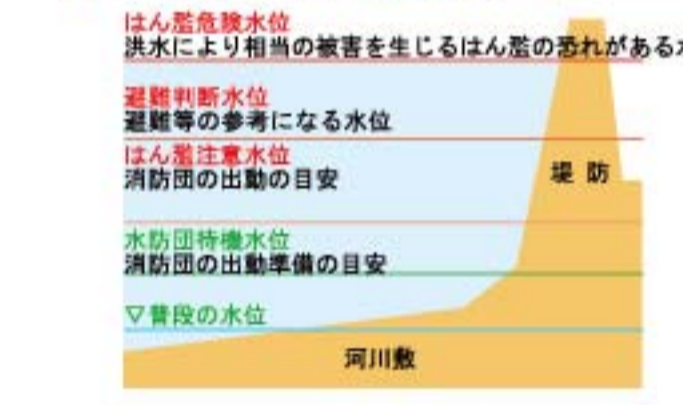 はん濫危険水位
洪水により相当の被害を生じるはん濫の恐れがある
避難判断水位
避難等の参考になる水位
はん濫注意水位
消防団の出動の目安
堤 防
水防団待機水位
消防団の出動準備の目安
▽普段の水位
河川敷